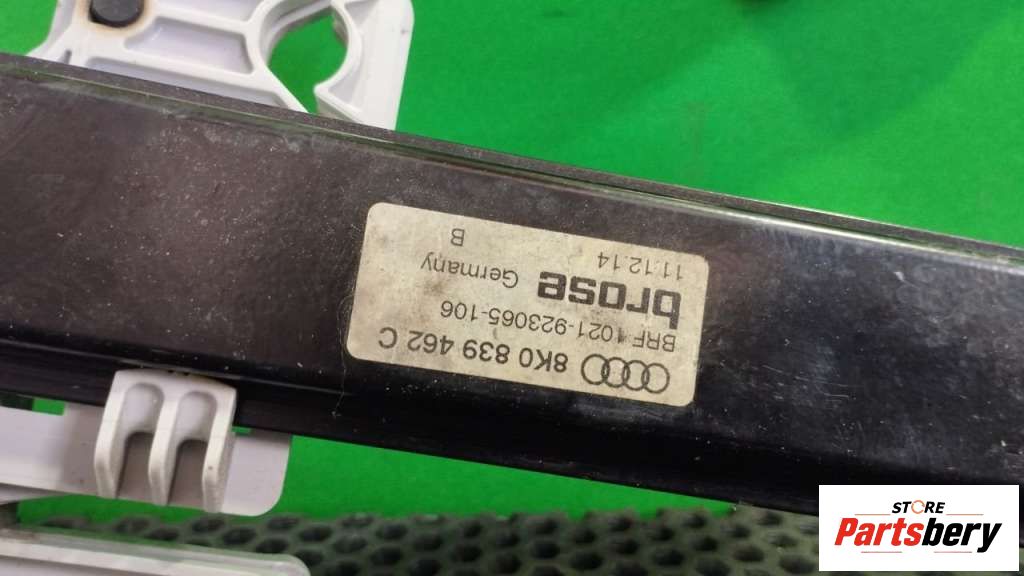 8K0 839 462 C
BRF 1021-923065-106
brose Germany
11.12.14 B
STORE
Partsbery